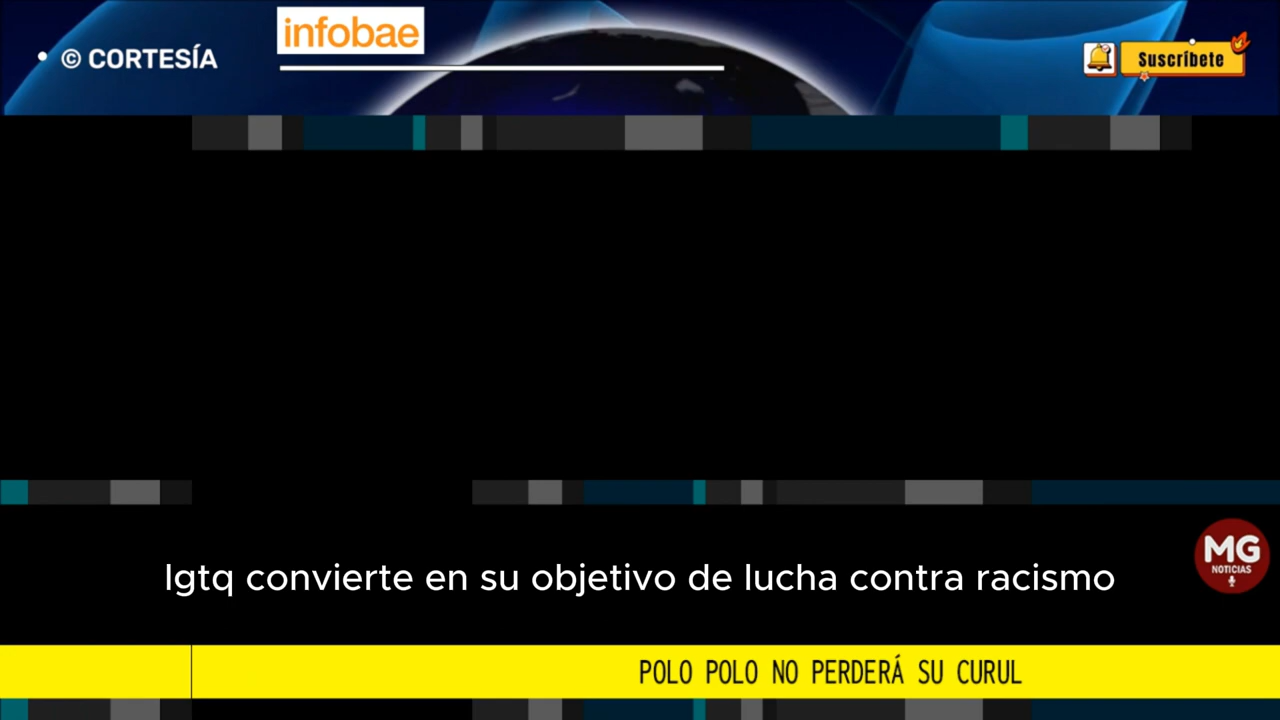 © CORTESÍA
infobae
Suscríbete
lgtq convierte en su objetivo de lucha contra racismo
MG
NOTICIAS
POLO POLO NO PERDERÁ SU CURUL